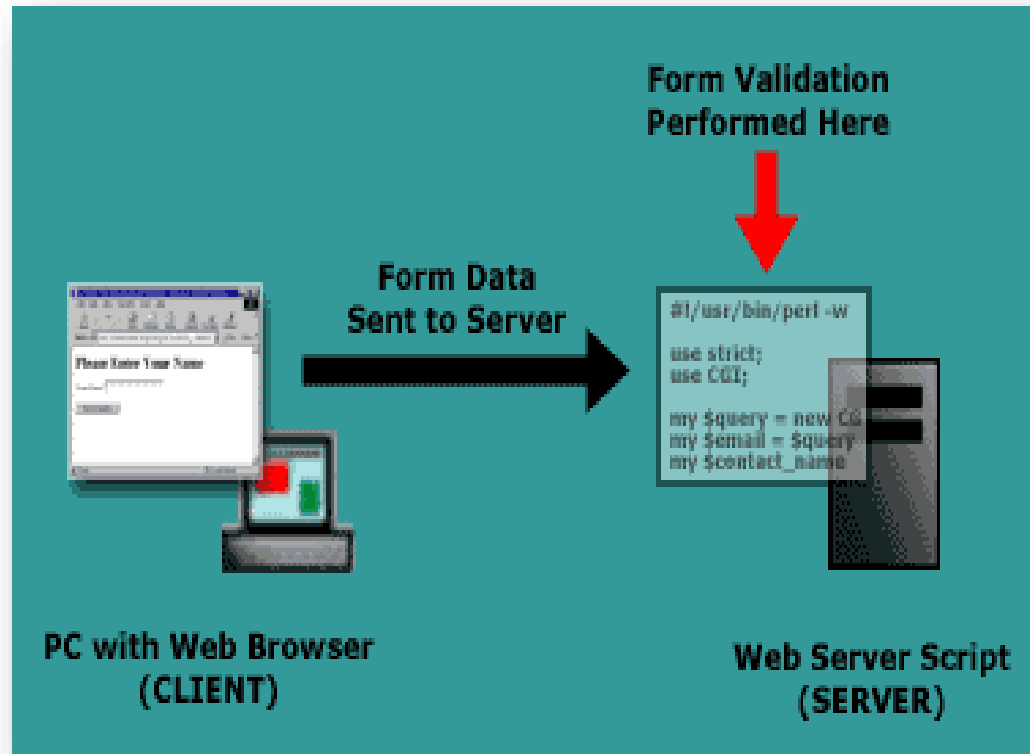 Form Validation
Performed Here
Form Data
Sent to Server
Please Enter Your Name
#!/usr/bin/perl -w
use strict;
use CGI;
my $query = new CG
my $email = $query
my $contact_name
PC with Web Browser
(CLIENT)
Web Server Script
(SERVER)